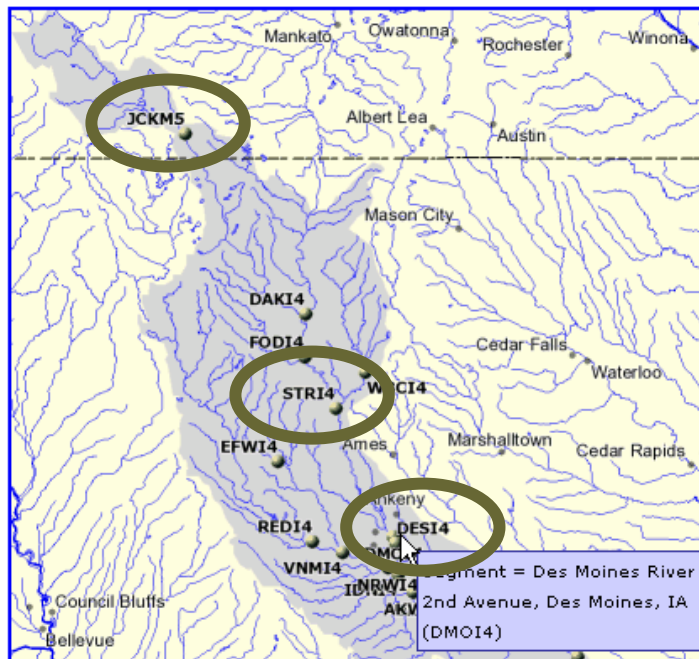 Mankato
Owatonna
Rochester
Winona
JCKM5
Albert Lea
Austin
Mason City
DAKI4
FODI4
Cedar Falls
Waterloo
STRI4
Ames
Marshalltown
Cedar Rapids
EFWI4
DESI4
REDI4
VNMI4
NRWI4
Segment = Des Moines River
2nd Avenue, Des Moines, IA
(DMOI4)
Council Bluffs
Bellevue